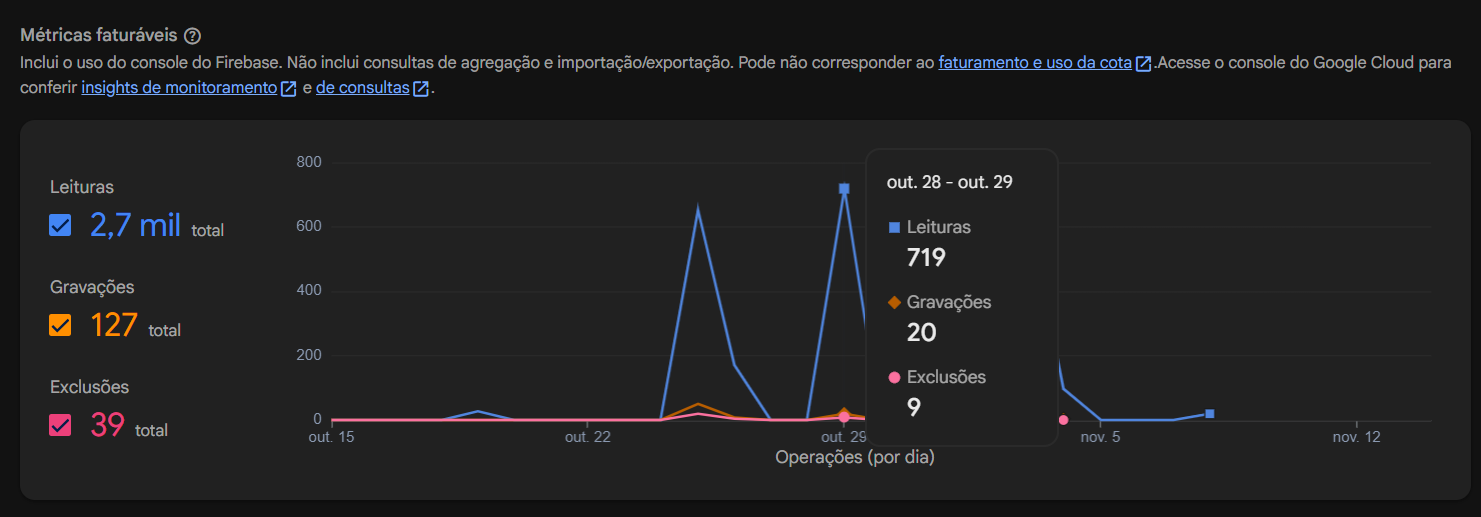 Métricas faturáveis
Inclui o uso do console do Firebase. Não inclui consultas de agregação e importação/exportação. Pode não corresponder ao faturamento e uso da cota .Acesse o console do Google Cloud para
conferir insights de monitoramento e de consultas .
Leituras
2,7 mil total
Gravações
127 total
Exclusões
39 total
800
600
400
200
0
out. 15
out. 22
out. 29
nov. 5
nov. 12
Operações (por dia)
out. 28 - out. 29
Leituras
719
Gravações
20
Exclusões
9